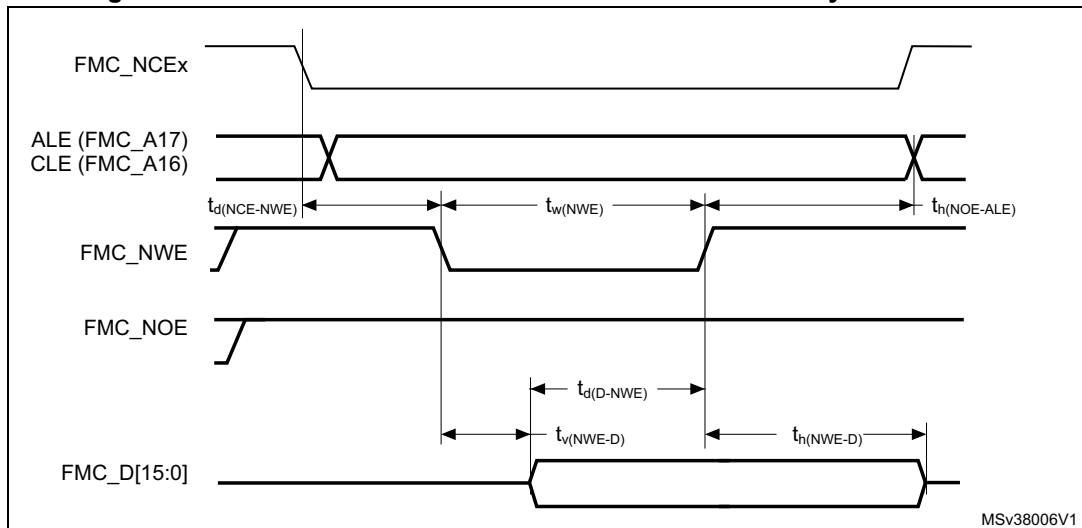 FMC_NCEx
ALE (FMC_A17)
CLE (FMC_A16)
td(NCE-NWE)
tw(NWE)
th(NOE-ALE)
FMC_NWE
FMC_NOE
td(D-NWE)
tv(NWE-D)
th(NWE-D)
FMC_D[15:0]
MSv38006V1